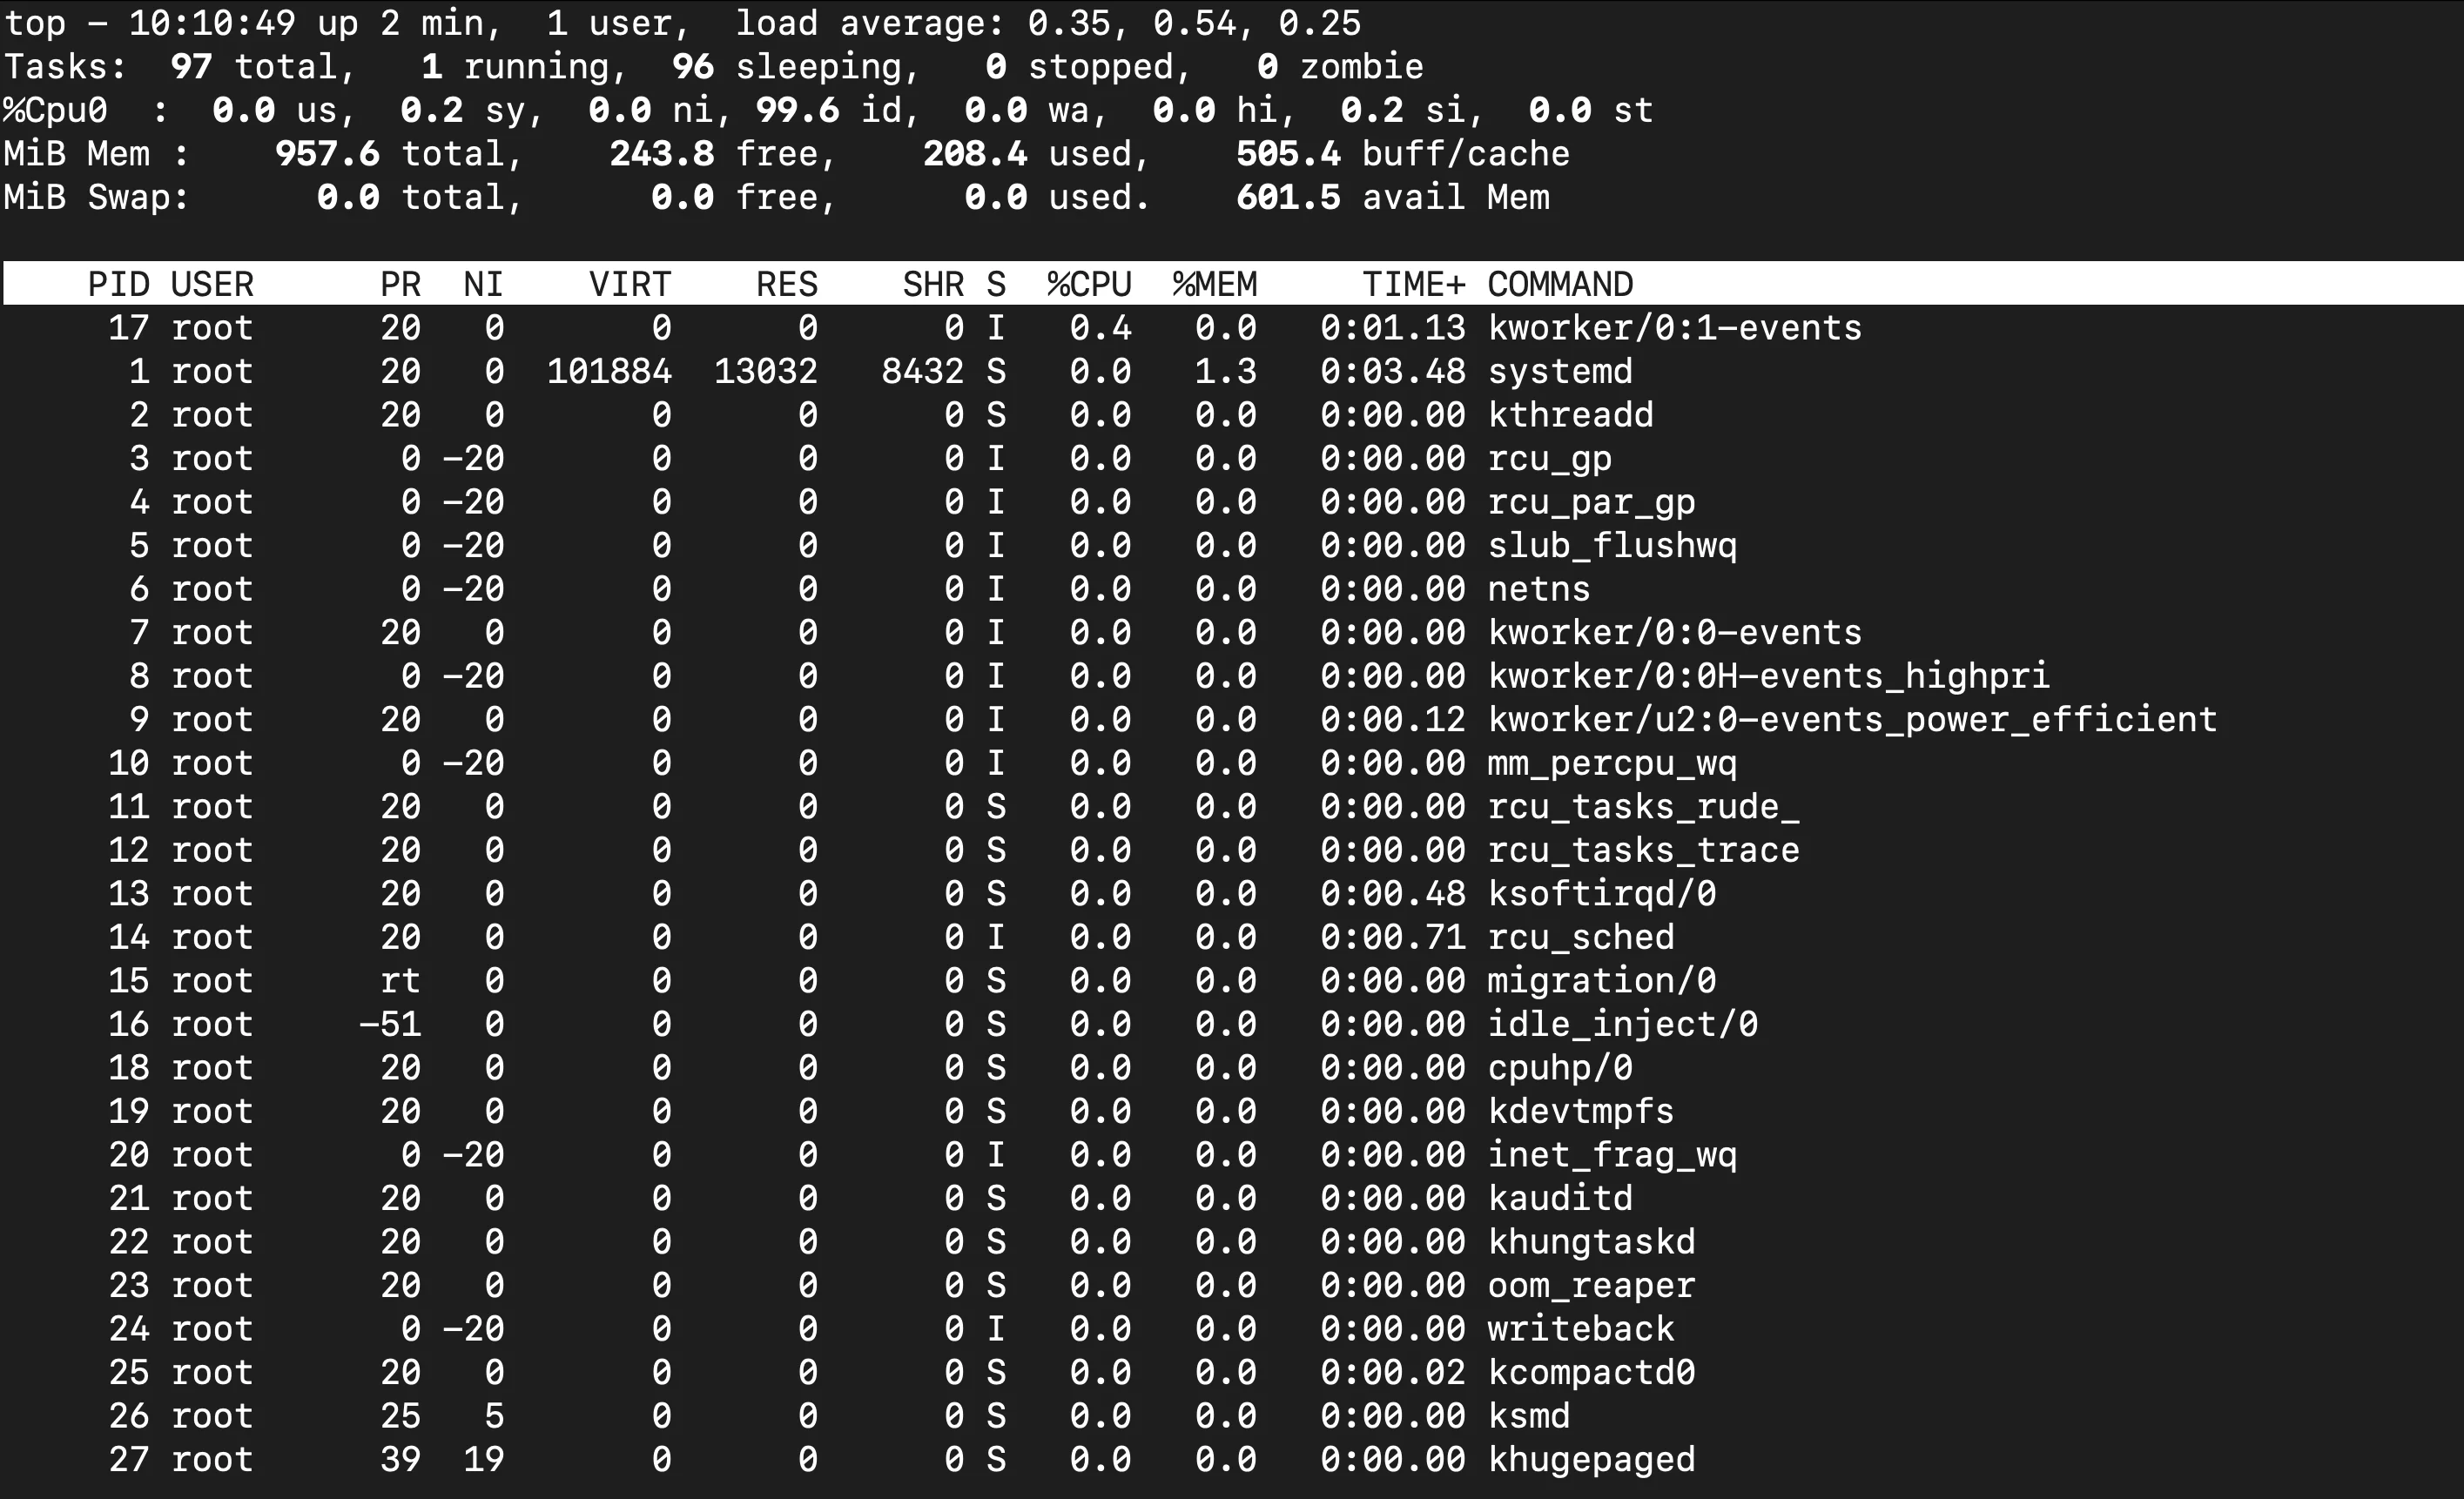 top – 10:10:49 up 2 min,  1 user,  load average: 0.35, 0.54, 0.25
Tasks:  97 total,   1 running,  96 sleeping,   0 stopped,   0 zombie
%Cpu0  :  0.0 us,  0.2 sy,  0.0 ni, 99.6 id,  0.0 wa,  0.0 hi,  0.2 si,  0.0 st
MiB Mem :    957.6 total,    243.8 free,    208.4 used,    505.4 buff/cache
MiB Swap:      0.0 total,      0.0 free,      0.0 used.    601.5 avail Mem
PID USER      PR  NI    VIRT    RES    SHR S  %CPU  %MEM     TIME+ COMMAND
17 root      20   0       0      0      0 I   0.4   0.0   0:01.13 kworker/0:1–events
1 root      20   0  101884  13032   8432 S   0.0   1.3   0:03.48 systemd
2 root      20   0       0      0      0 S   0.0   0.0   0:00.00 kthreadd
3 root       0 –20       0      0      0 I   0.0   0.0   0:00.00 rcu_gp
4 root       0 –20       0      0      0 I   0.0   0.0   0:00.00 rcu_par_gp
5 root       0 –20       0      0      0 I   0.0   0.0   0:00.00 slub_flushwq
6 root       0 –20       0      0      0 I   0.0   0.0   0:00.00 netns
7 root      20   0       0      0      0 I   0.0   0.0   0:00.00 kworker/0:0–events
8 root       0 –20       0      0      0 I   0.0   0.0   0:00.00 kworker/0:0H–events_highpri
9 root      20   0       0      0      0 I   0.0   0.0   0:00.12 kworker/u2:0–events_power_efficient
10 root       0 –20       0      0      0 I   0.0   0.0   0:00.00 mm_percpu_wq
11 root      20   0       0      0      0 S   0.0   0.0   0:00.00 rcu_tasks_rude_
12 root      20   0       0      0      0 S   0.0   0.0   0:00.00 rcu_tasks_trace
13 root      20   0       0      0      0 S   0.0   0.0   0:00.48 ksoftirqd/0
14 root      20   0       0      0      0 I   0.0   0.0   0:00.71 rcu_sched
15 root      rt   0       0      0      0 S   0.0   0.0   0:00.00 migration/0
16 root     –51   0       0      0      0 S   0.0   0.0   0:00.00 idle_inject/0
18 root      20   0       0      0      0 S   0.0   0.0   0:00.00 cpuhp/0
19 root      20   0       0      0      0 S   0.0   0.0   0:00.00 kdevtmpfs
20 root       0 –20       0      0      0 I   0.0   0.0   0:00.00 inet_frag_wq
21 root      20   0       0      0      0 S   0.0   0.0   0:00.00 kauditd
22 root      20   0       0      0      0 S   0.0   0.0   0:00.00 khungtaskd
23 root      20   0       0      0      0 S   0.0   0.0   0:00.00 oom_reaper
24 root       0 –20       0      0      0 I   0.0   0.0   0:00.00 writeback
25 root      20   0       0      0      0 S   0.0   0.0   0:00.02 kcompactd0
26 root      25   5       0      0      0 S   0.0   0.0   0:00.00 ksmd
27 root      39  19       0      0      0 S   0.0   0.0   0:00.00 khugepaged